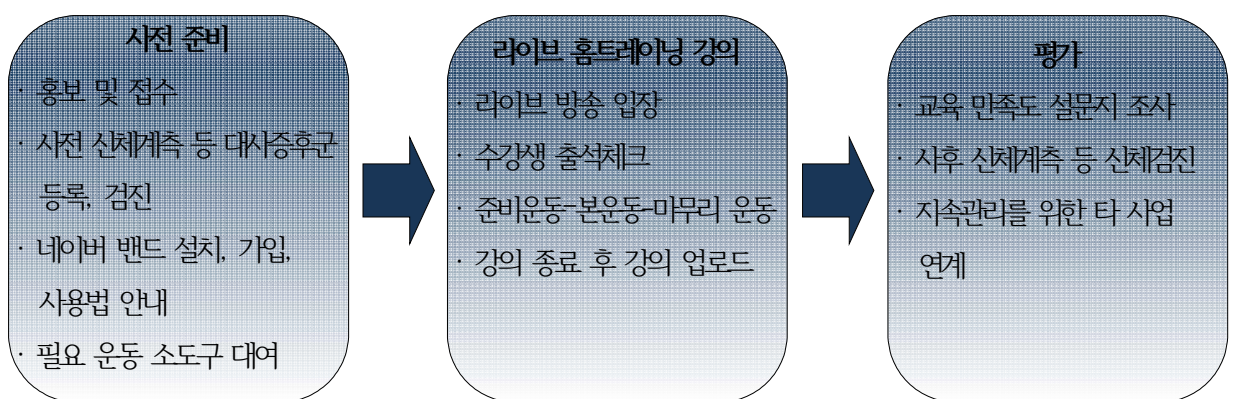 사전 준비
· 홍보 및 접수
· 사전 신체계측 등 대사증후군
등록, 검진
· 네이버 밴드 설치, 가입,
사용법 안내
· 필요 운동 소도구 대여
라이브 홈트레이닝 강의
· 라이브 방송 입장
· 수강생 출석체크
· 준비운동-본운동-마무리 운동
· 강의 종료 후 강의 업로드
평가
· 교육 만족도 설문지 조사
· 사후 신체계측 등 신체검진
· 지속관리를 위한 타 사업
연계